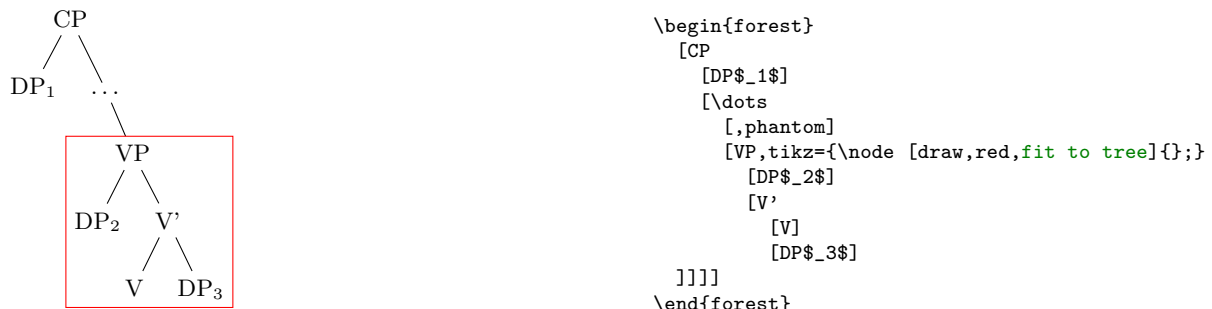 CP
DP₁ …
VP
DP₂ V’
V DP₃
\begin{forest}
[CP
[DP$_1$]
[\dots
[,phantom]
[VP,tikz={\node [draw,red,fit to tree]{};}
[DP$_2$]
[V’
[V]
[DP$_3$]
]]]]
\end{forest}